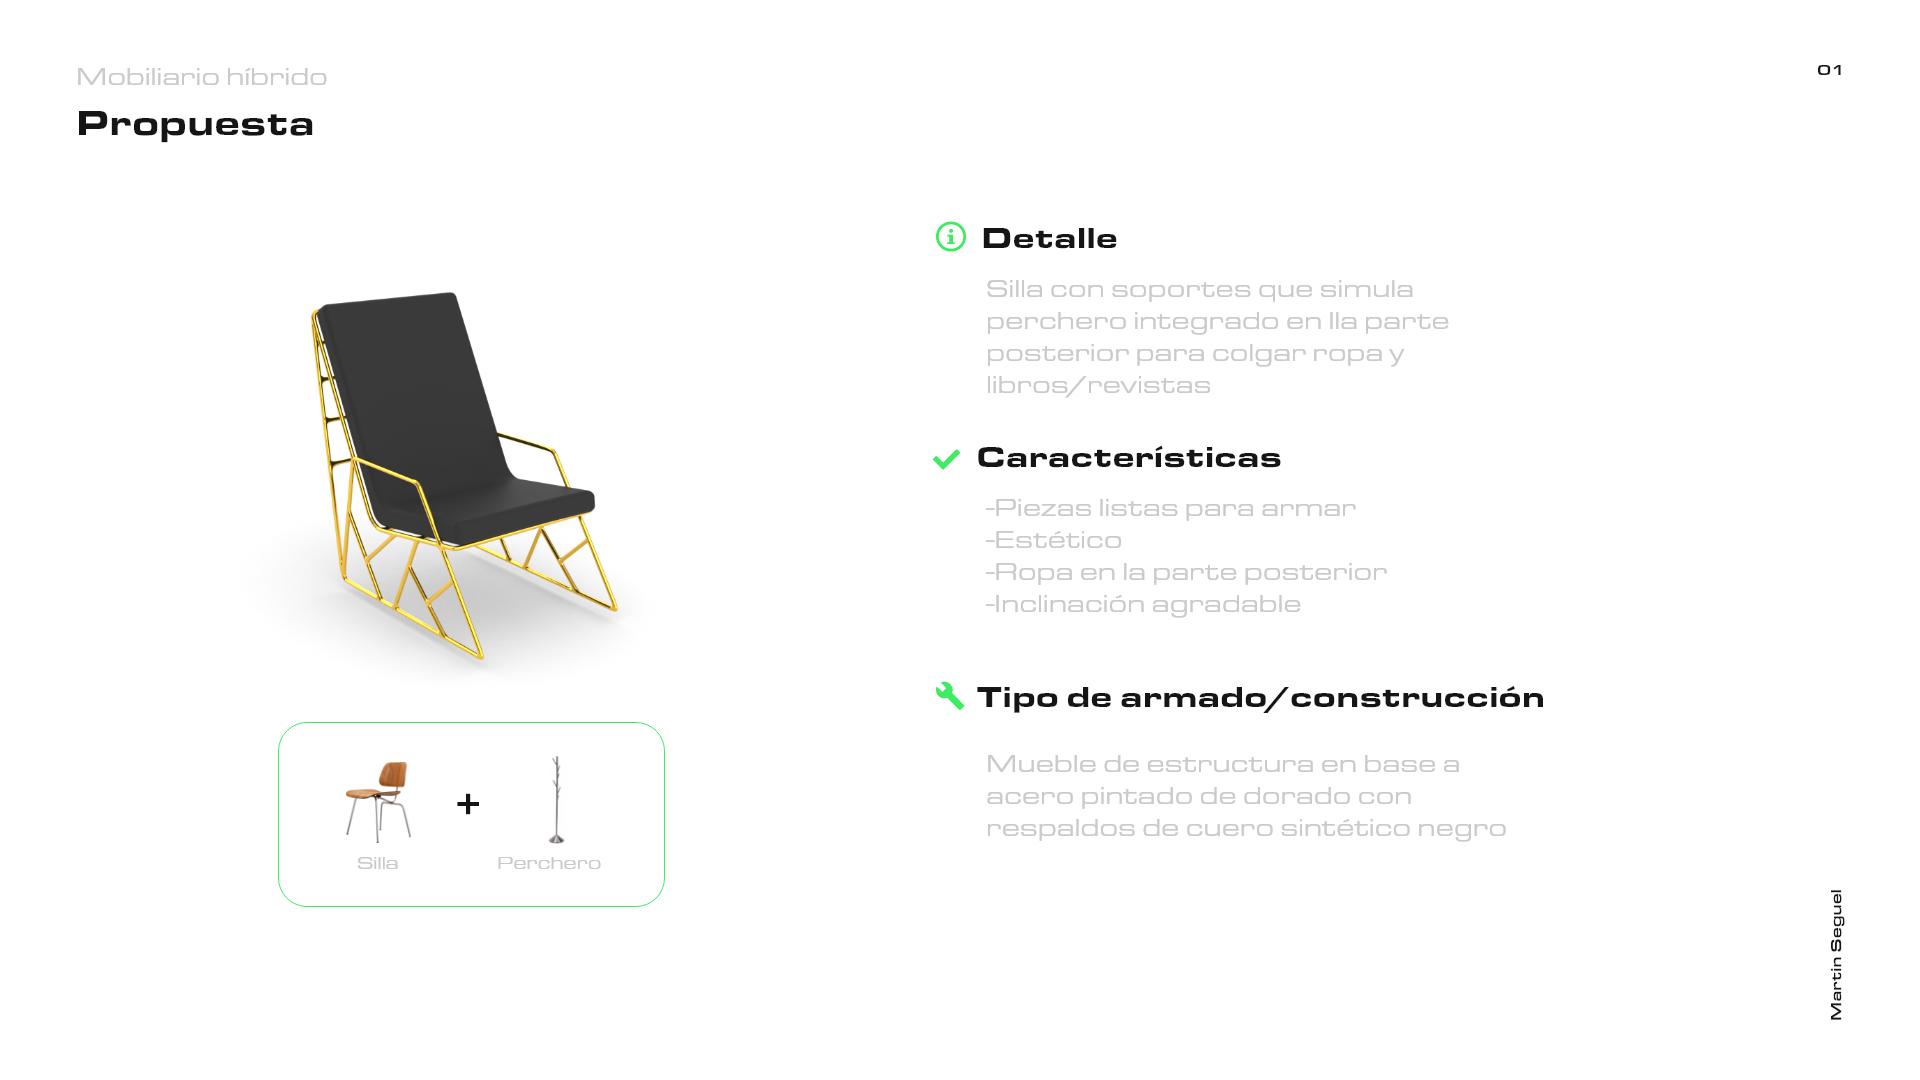 Mobiliario híbrido
01
Propuesta
Detalle
Silla con soportes que simula
perchero integrado en lla parte
posterior para colgar ropa y
libros/revistas
Características
-Piezas listas para armar
-Estético
-Ropa en la parte posterior
-Inclinación agradable
Tipo de armado/construcción
Mueble de estructura en base a
acero pintado de dorado con
respaldos de cuero sintético negro
+
Silla
Perchero
Martin Seguel